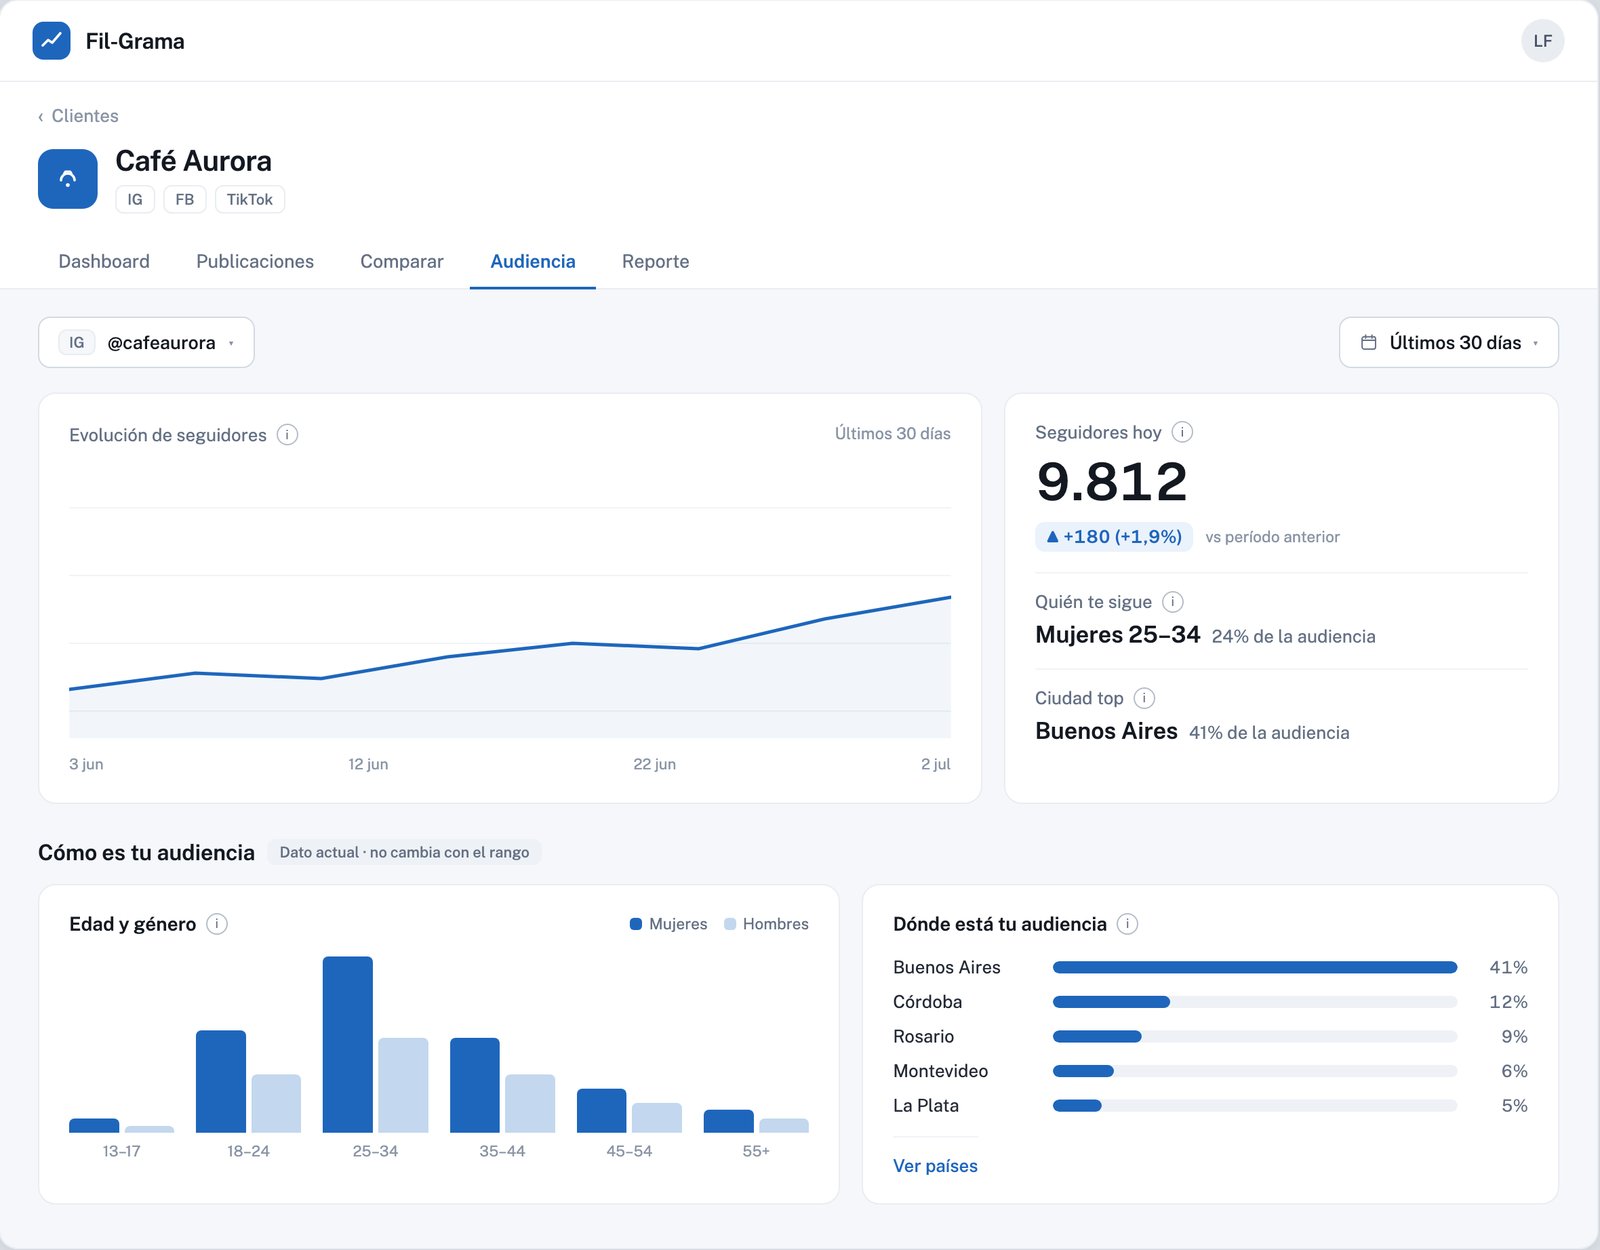 Fil-Grama
LF
‹ Clientes
Café Aurora
IG FB TikTok
Dashboard Publicaciones Comparar Audiencia Reporte
IG @cafeaurora
Últimos 30 días
Evolución de seguidores i
Últimos 30 días
3 jun 12 jun 22 jun 2 jul
Seguidores hoy i
9.812
▲ +180 (+1,9%) vs período anterior
Quién te sigue i
Mujeres 25–34 24% de la audiencia
Ciudad top i
Buenos Aires 41% de la audiencia
Cómo es tu audiencia Dato actual · no cambia con el rango
Edad y género i
Mujeres Hombres
13–17 18–24 25–34 35–44 45–54 55+
Dónde está tu audiencia i
Buenos Aires 41%
Córdoba 12%
Rosario 9%
Montevideo 6%
La Plata 5%
Ver países